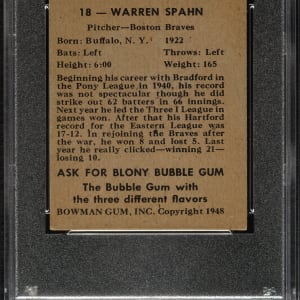 18 — WARREN SPAHN
Pitcher—Boston Braves
Born: Buffalo, N. Y. 1922
Bats: Left Throws: Left
Height: 6:00 Weight: 165
Beginning his career with Bradford in
the Pony League in 1940, his record
was not spectacular though he did
strike out 62 batters in 66 innings.
Next year he led the Three I League in
games won. After that his Hartford
record for the Eastern League was
17-12. In rejoining the Braves after
the war, he won 8 and lost 5. Last
year he really clicked—winning 21—
losing 10.
ASK FOR BLONY BUBBLE GUM
The Bubble Gum with
the three different flavors
BOWMAN GUM, INC. Copyright 1948